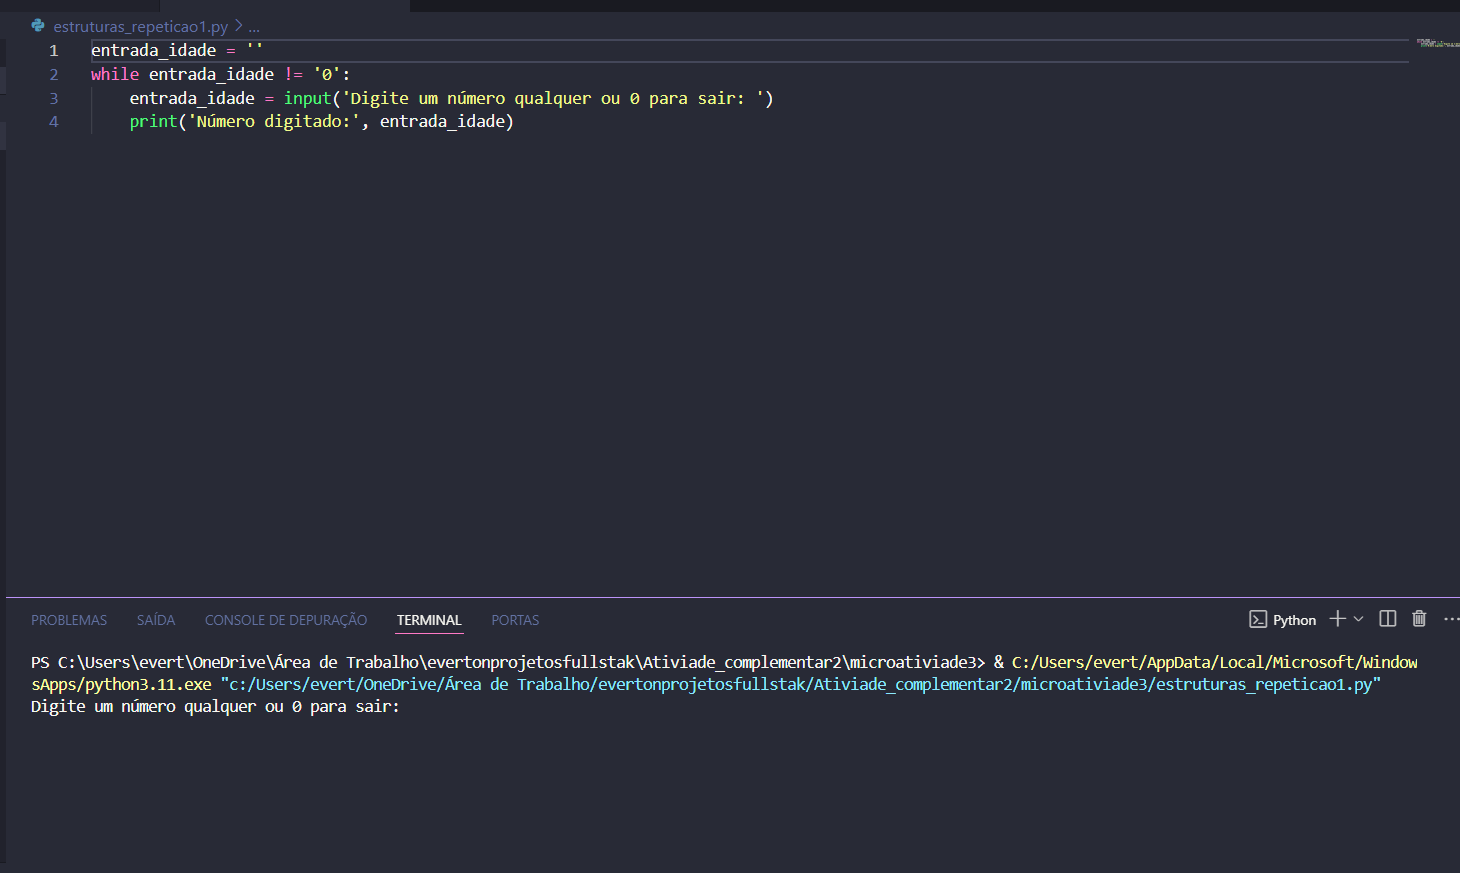 estruturas_repeticao1.py > ...
1 entrada_idade = ''
2 while entrada_idade != '0':
3     entrada_idade = input('Digite um número qualquer ou 0 para sair: ')
4     print('Número digitado:', entrada_idade)
PROBLEMAS SAÍDA CONSOLE DE DEPURAÇÃO TERMINAL PORTAS Python
PS C:\Users\evert\OneDrive\Área de Trabalho\evertonprojetosfullstak\Ativiade_complementar2\microativiade3> & C:/Users/evert/AppData/Local/Microsoft/Window
sApps/python3.11.exe "c:/Users/evert/OneDrive/Área de Trabalho/evertonprojetosfullstak/Ativiade_complementar2/microativiade3/estruturas_repeticao1.py"
Digite um número qualquer ou 0 para sair: